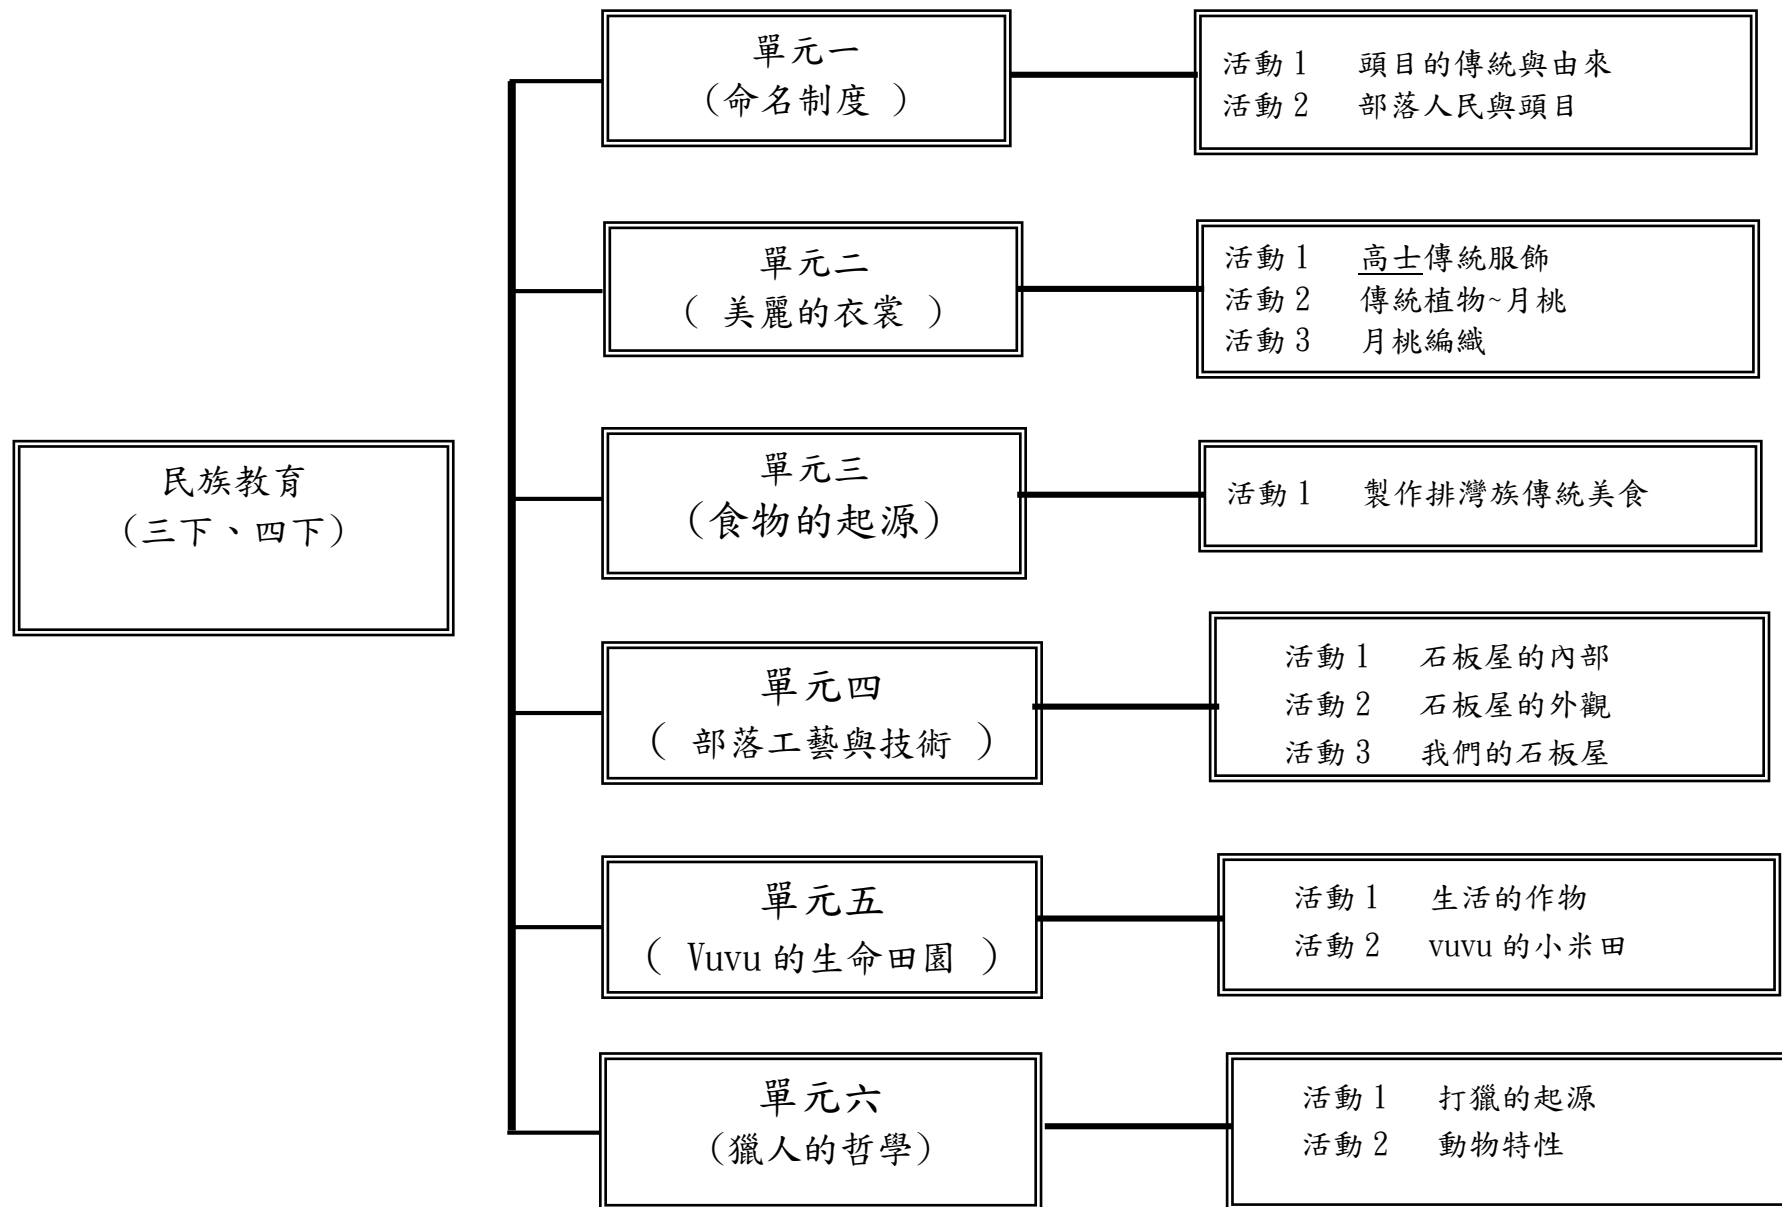 民族教育
(三下、四下)
單元一
(命名制度 )
活動 1 頭目的傳統與由來
活動 2 部落人民與頭目
單元二
( 美麗的衣裳 )
活動 1 高士傳統服飾
活動 2 傳統植物~月桃
活動 3 月桃編織
單元三
(食物的起源)
活動 1 製作排灣族傳統美食
單元四
( 部落工藝與技術 )
活動 1 石板屋的內部
活動 2 石板屋的外觀
活動 3 我們的石板屋
單元五
( Vuvu 的生命田園 )
活動 1 生活的作物
活動 2 vuvu 的小米田
單元六
(獵人的哲學)
活動 1 打獵的起源
活動 2 動物特性